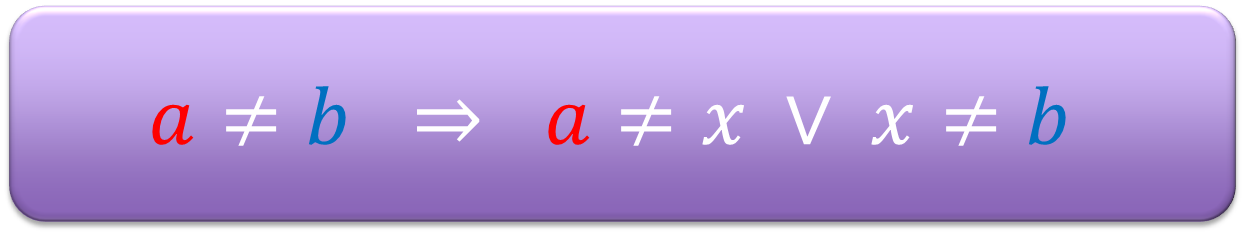 a ≠ b ⇒ a ≠ x ∨ x ≠ b